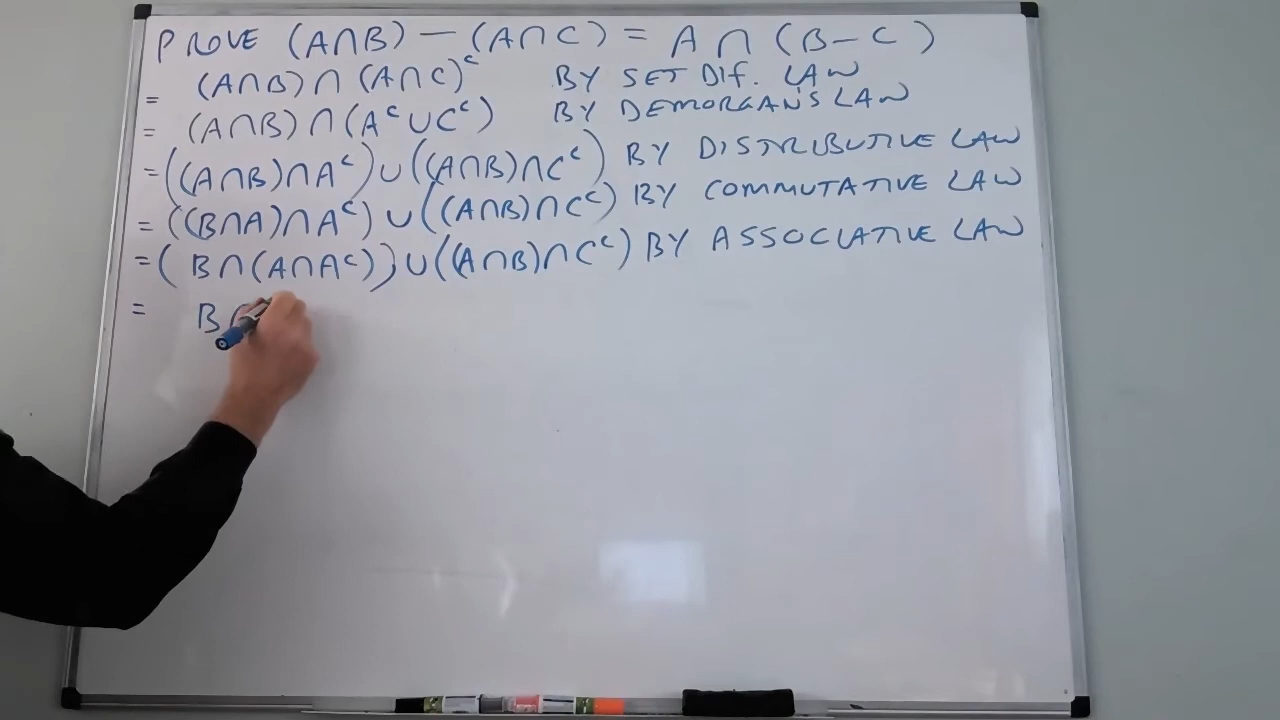 PROVE (A∩B) — (A∩C) = A ∩ (B-C)
= (A∩B) ∩ (A∩C)ᶜ BY SET DIF. LAW
= (A∩B) ∩ (Aᶜ∪Cᶜ) BY DEMORGAN'S LAW
= ((A∩B)∩Aᶜ) ∪ ((A∩B)∩Cᶜ) BY DISTRIBUTIVE LAW
= ((B∩A)∩Aᶜ) ∪ ((A∩B)∩Cᶜ) BY COMMUTATIVE LAW
= (B∩(A∩Aᶜ)) ∪ ((A∩B)∩Cᶜ) BY ASSOCIATIVE LAW
= B